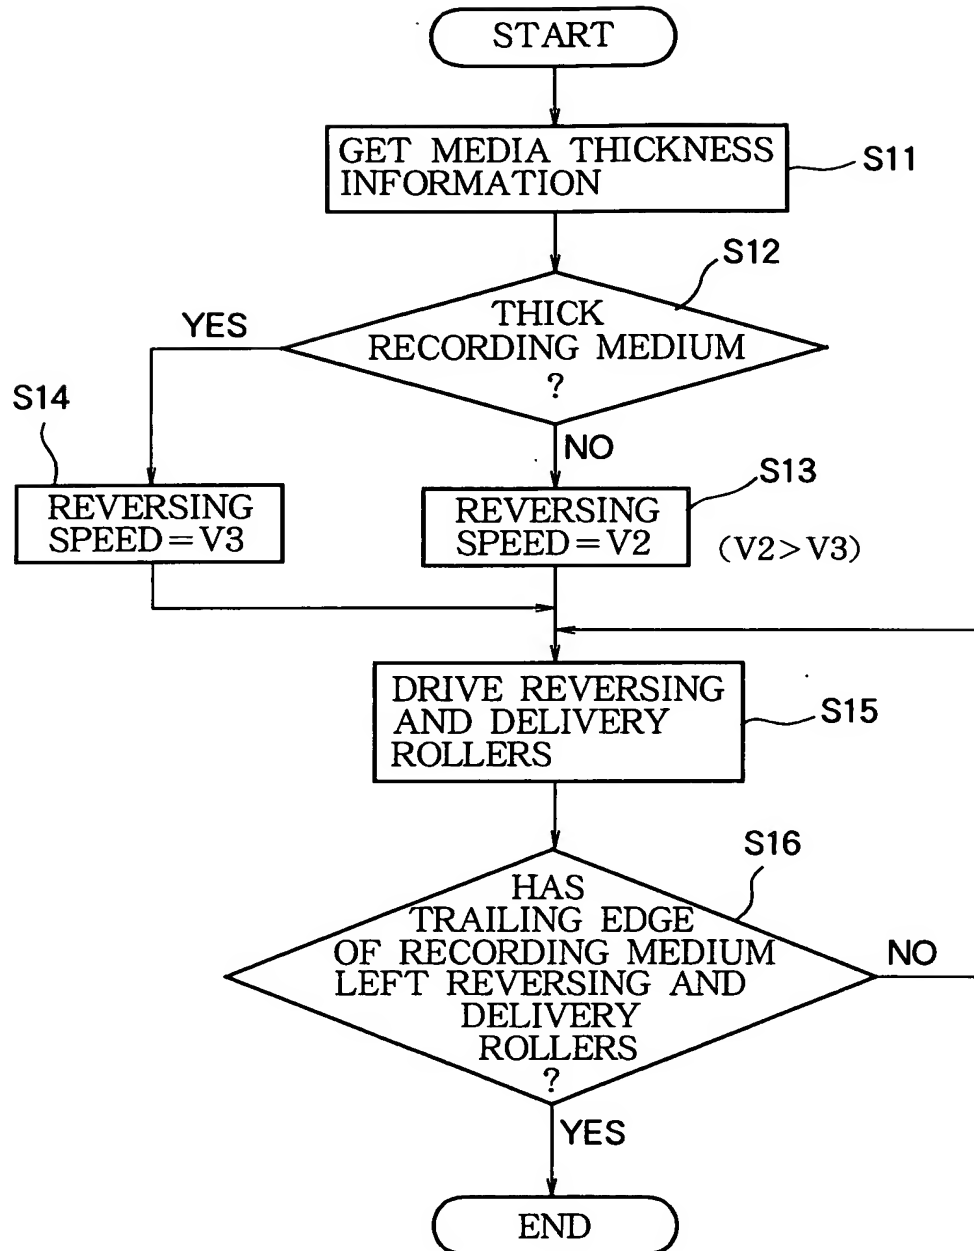 START
GET MEDIA THICKNESS
INFORMATION
S11
S12
THICK
RECORDING MEDIUM
?
YES
NO
S14
REVERSING
SPEED=V3
S13
REVERSING
SPEED=V2
(V2>V3)
DRIVE REVERSING
AND DELIVERY
ROLLERS
S15
S16
HAS
TRAILING EDGE
OF RECORDING MEDIUM
LEFT REVERSING AND
DELIVERY
ROLLERS
?
NO
YES
END